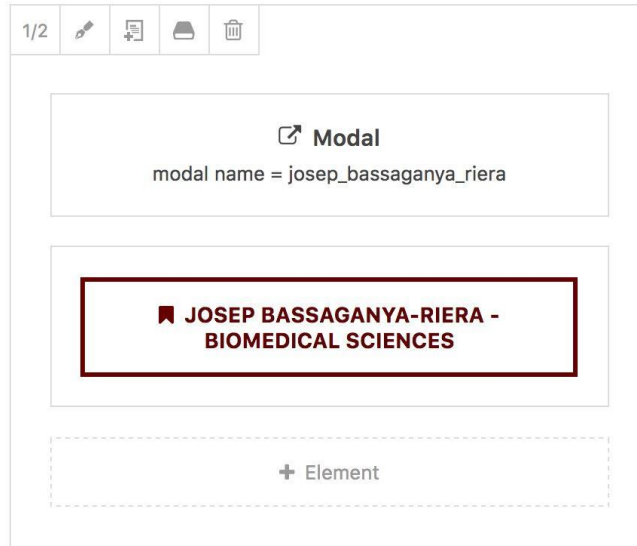 1/2
Modal
modal name = josep_bassaganya_riera
JOSEP BASSAGANYA-RIERA -
BIOMEDICAL SCIENCES
+ Element